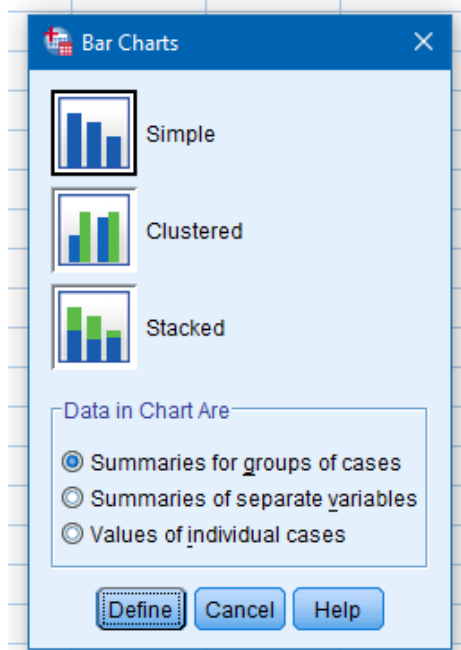 Bar Charts
Simple
Clustered
Stacked
Data in Chart Are
Summaries for groups of cases
Summaries of separate variables
Values of individual cases
Define Cancel Help